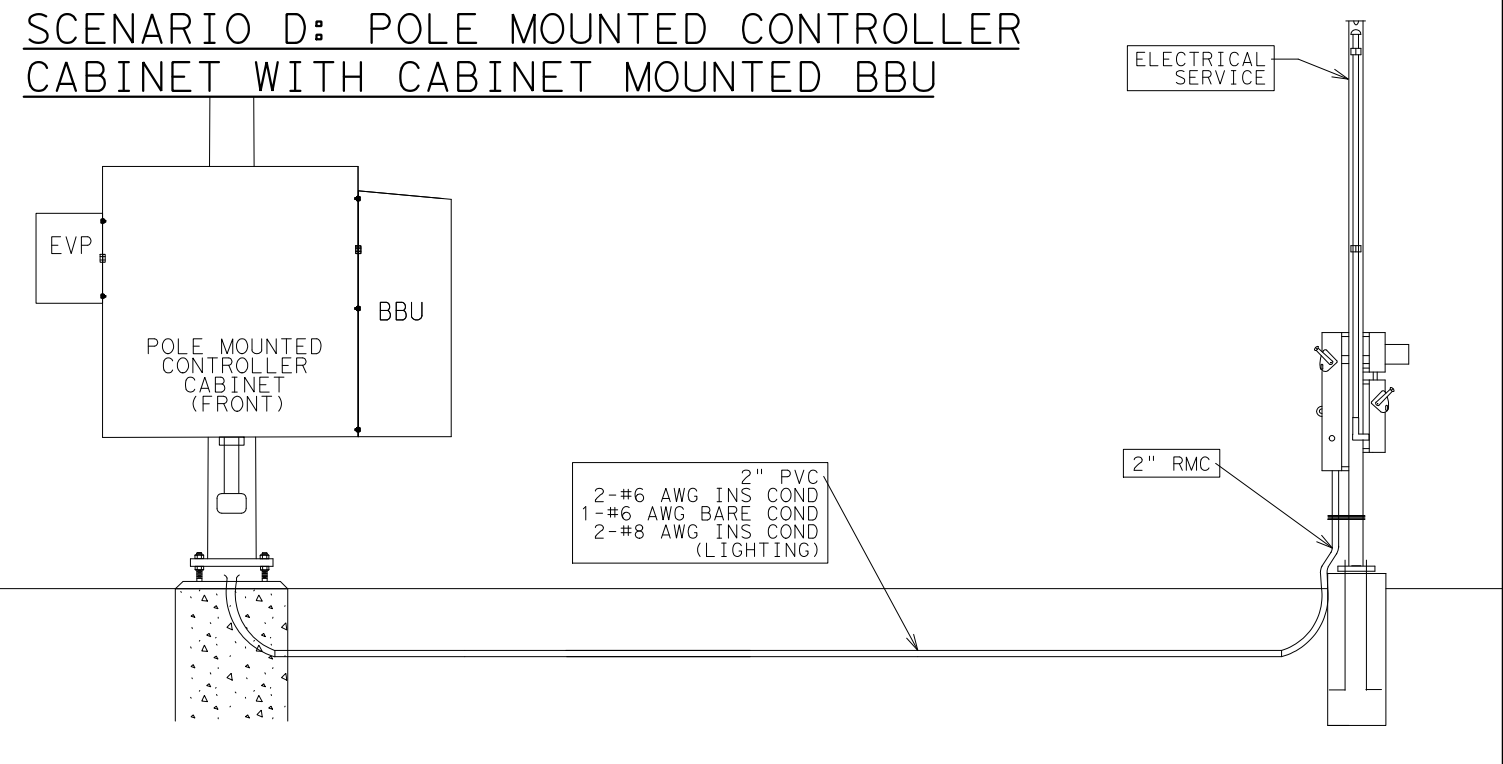 SCENARIO D: POLE MOUNTED CONTROLLER
CABINET WITH CABINET MOUNTED BBU
ELECTRICAL
SERVICE
EVP
BBU
POLE MOUNTED
CONTROLLER
CABINET
(FRONT)
2" PVC
2-#6 AWG INS COND
1-#6 AWG BARE COND
2-#8 AWG INS COND
(LIGHTING)
2" RMC